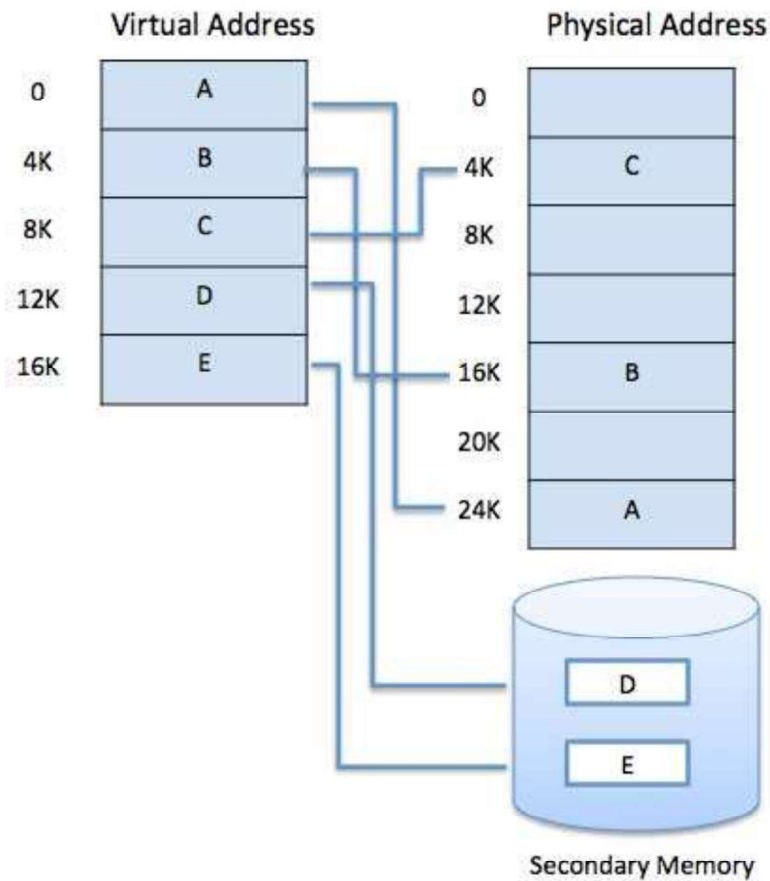 Virtual Address
Physical Address
0
A
4K
B
8K
C
12K
D
16K
E
0
4K
C
8K
12K
16K
B
20K
24K
A
D
E
Secondary Memory